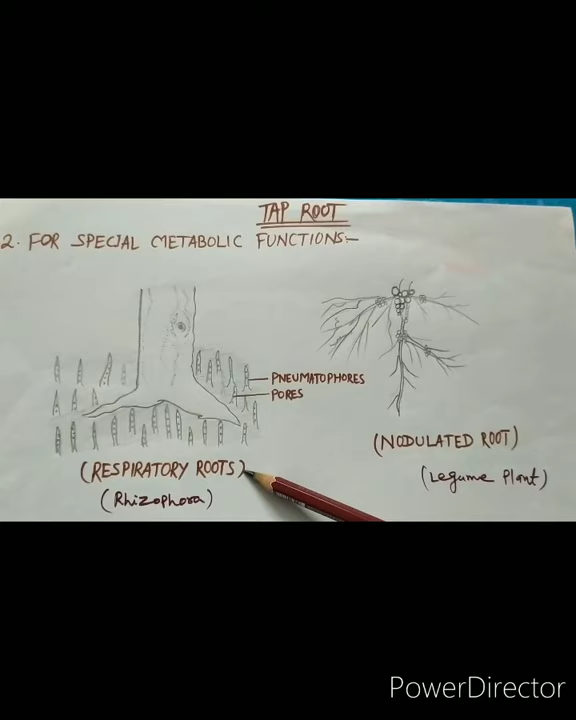 TAP ROOT
2. FOR SPECIAL METABOLIC FUNCTIONS:-
PNEUMATOPHORES
PORES
(RESPIRATORY ROOTS)
(Rhizophora)
(NODULATED ROOT)
(Legume Plant)
PowerDirector